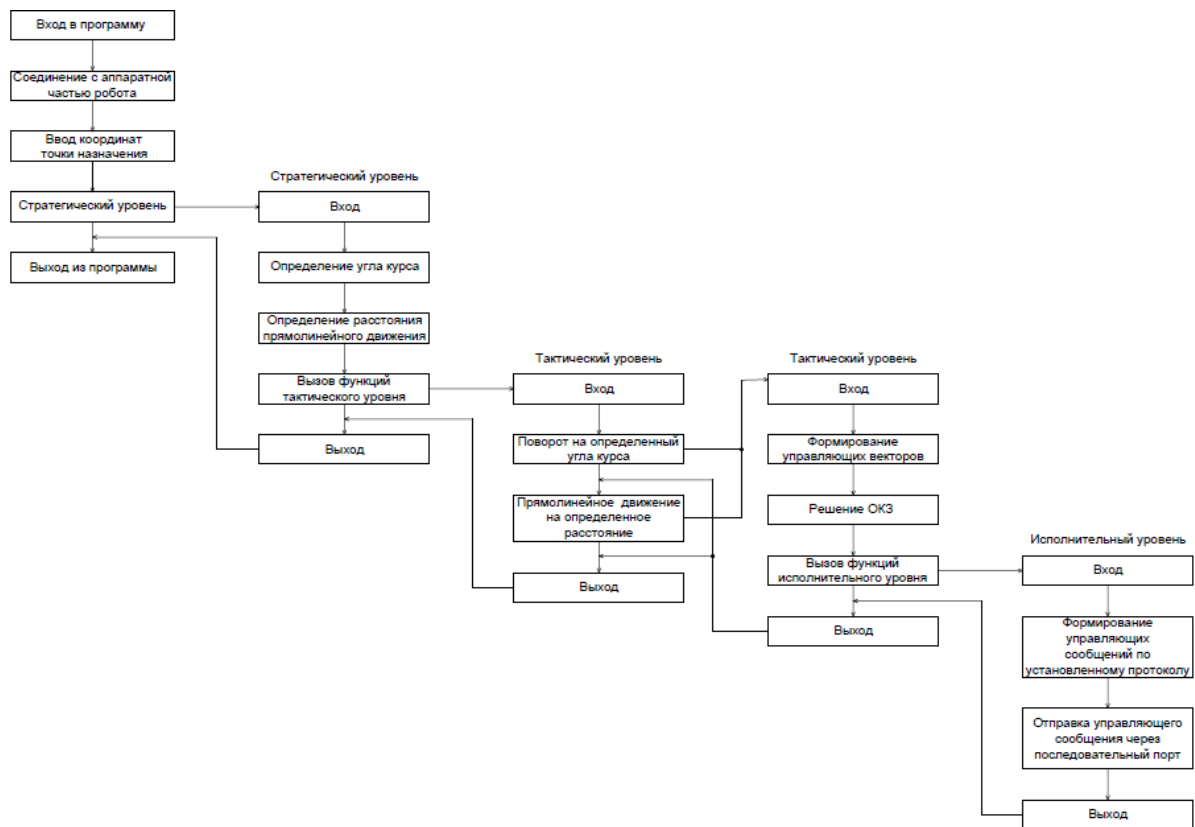 Вход в программу
Соединение с аппаратной
частью робота
Ввод координат
точки назначения
Стратегический уровень
Выход из программы
Стратегический уровень
Вход
Определение угла курса
Определение расстояния
прямолинейного движения
Вызов функций
тактического уровня
Выход
Тактический уровень
Вход
Поворот на определенный
угла курса
Прямолинейное движение
на определенное
расстояние
Выход
Тактический уровень
Вход
Формирование
управляющих векторов
Решение ОКЗ
Вызов функций
исполнительного уровня
Выход
Исполнительный уровень
Вход
Формирование
управляющих
сообщений по
установленному протоколу
Отправка управляющего
сообщения через
последовательный порт
Выход